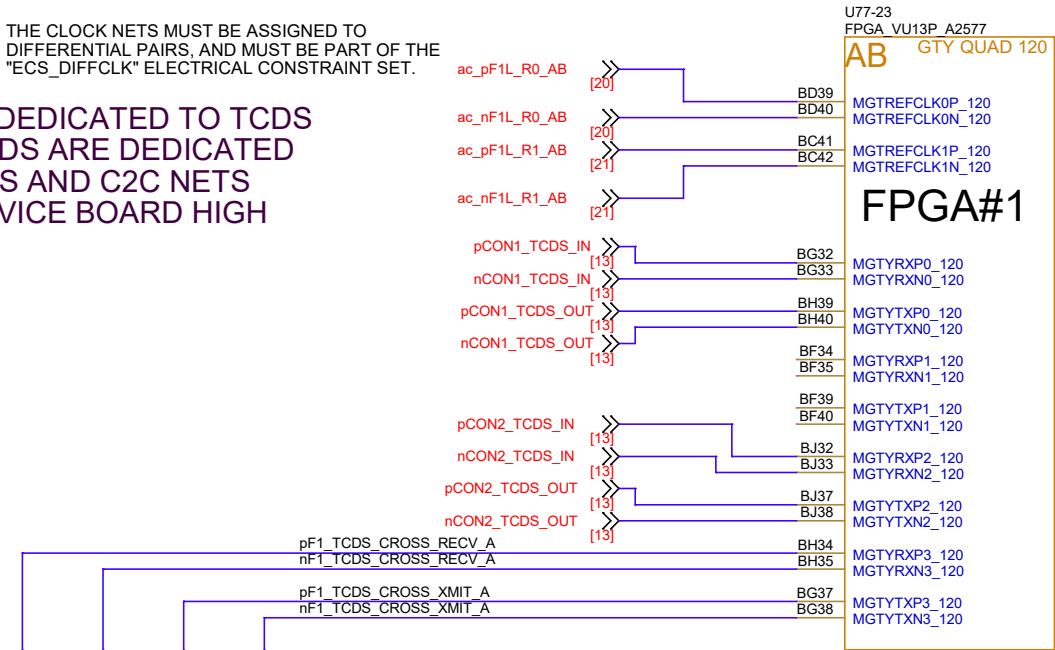 THE CLOCK NETS MUST BE ASSIGNED TO
DIFFERENTIAL PAIRS, AND MUST BE PART OF THE
"ECS_DIFFCLK" ELECTRICAL CONSTRAINT SET.
DEDICATED TO TCDS
DS ARE DEDICATED
S AND C2C NETS
VICE BOARD HIGH
U77-23
FPGA_VU13P_A2577
AB GTY QUAD 120
FPGA#1
ac_pF1L_R0_AB [20] BD39 MGTREFCLK0P_120
ac_nF1L_R0_AB [20] BD40 MGTREFCLK0N_120
ac_pF1L_R1_AB [21] BC41 MGTREFCLK1P_120
ac_nF1L_R1_AB [21] BC42 MGTREFCLK1N_120
pCON1_TCDS_IN [13] BG32 MGTYRXP0_120
nCON1_TCDS_IN [13] BG33 MGTYRXN0_120
pCON1_TCDS_OUT [13] BH39 MGTYTXP0_120
nCON1_TCDS_OUT [13] BH40 MGTYTXN0_120
BF34 MGTYRXP1_120
BF35 MGTYRXN1_120
BF39 MGTYTXP1_120
BF40 MGTYTXN1_120
pCON2_TCDS_IN [13] BJ32 MGTYRXP2_120
nCON2_TCDS_IN [13] BJ33 MGTYRXN2_120
pCON2_TCDS_OUT [13] BJ37 MGTYTXP2_120
nCON2_TCDS_OUT [13] BJ38 MGTYTXN2_120
pF1_TCDS_CROSS_RECV_A BH34 MGTYRXP3_120
nF1_TCDS_CROSS_RECV_A BH35 MGTYRXN3_120
pF1_TCDS_CROSS_XMIT_A BG37 MGTYTXP3_120
nF1_TCDS_CROSS_XMIT_A BG38 MGTYTXN3_120